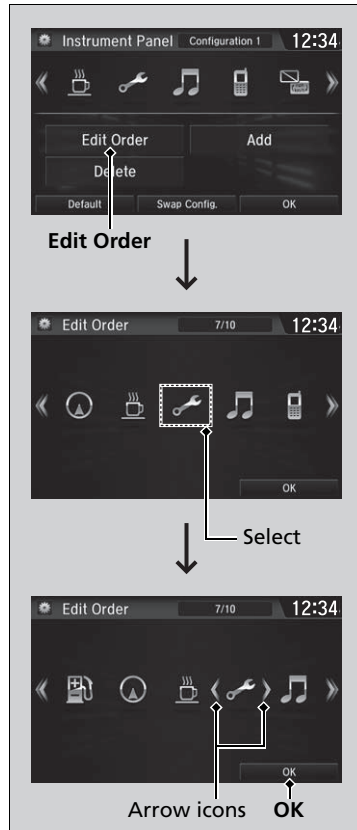 Instrument Panel Configuration 1 12:34
Edit Order Add
Delete
Default Swap Config. OK
Edit Order
Edit Order 7/10 12:34
OK
Select
Edit Order 7/10 12:34
OK
Arrow icons OK